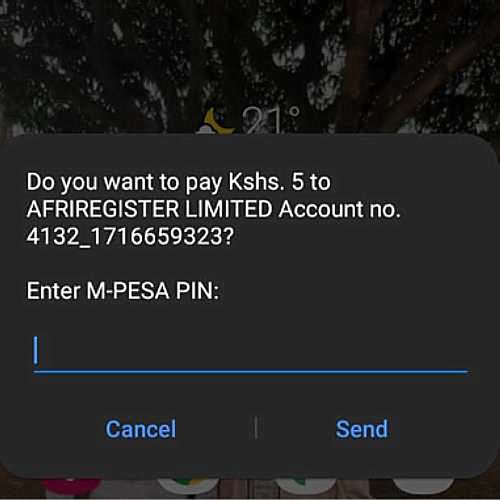 21°
Do you want to pay Kshs. 5 to
AFRIREGISTER LIMITED Account no.
4132_1716659323?
Enter M-PESA PIN:
Cancel
Send